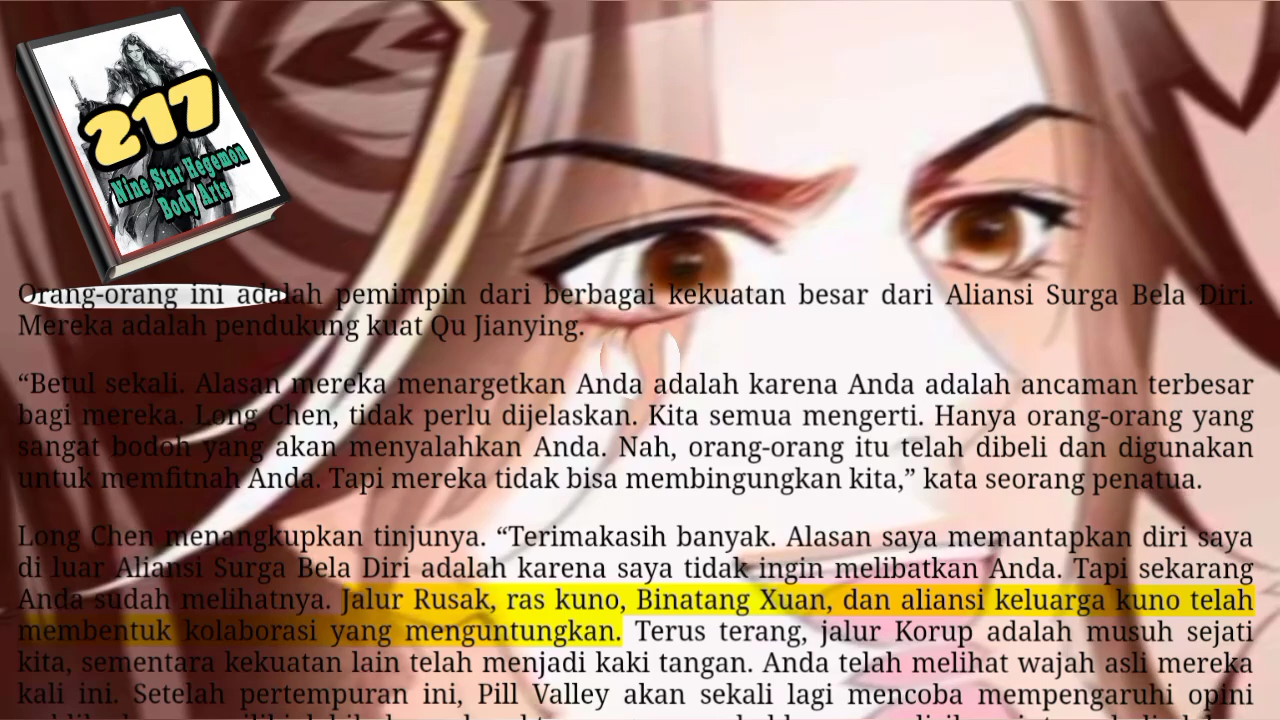 217
Nine Star Hegemon
Body Arts
Orang-orang ini adalah pemimpin dari berbagai kekuatan besar dari Aliansi Surga Bela Diri.
Mereka adalah pendukung kuat Qu Jianying.
“Betul sekali. Alasan mereka menargetkan Anda adalah karena Anda adalah ancaman terbesar
bagi mereka. Long Chen, tidak perlu dijelaskan. Kita semua mengerti. Hanya orang-orang yang
sangat bodoh yang akan menyalahkan Anda. Nah, orang-orang itu telah dibeli dan digunakan
untuk memfitnah Anda. Tapi mereka tidak bisa membingungkan kita,” kata seorang penatua.
Long Chen menangkupkan tinjunya. “Terimakasih banyak. Alasan saya memantapkan diri saya
di luar Aliansi Surga Bela Diri adalah karena saya tidak ingin melibatkan Anda. Tapi sekarang
Anda sudah melihatnya. Jalur Rusak, ras kuno, Binatang Xuan, dan aliansi keluarga kuno telah
membentuk kolaborasi yang menguntungkan. Terus terang, jalur Korup adalah musuh sejati
kita, sementara kekuatan lain telah menjadi kaki tangan. Anda telah melihat wajah asli mereka
kali ini. Setelah pertempuran ini, Pill Valley akan sekali lagi mencoba mempengaruhi opini